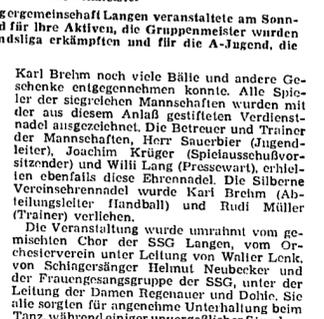 gergemeinschaft Langen veranstaltete am Sonn-
d für ihre Aktiven, die Gruppenmeister wurden
ndsliga erkämpften und für die A-Jugend, die
Karl Brehm noch viele Bälle und andere Ge-
schenke entgegennehmen konnte. Alle Spie-
ler der siegreichen Mannschaften wurden mit
der aus diesem Anlaß gestifteten Verdienst-
nadel ausgezeichnet. Die Betreuer und Trainer
der Mannschaften, Herr Sauerbier (Jugend-
leiter), Joachim Krüger (Spielausschußvor-
sitzender) und Willi Lang (Pressewart), erhiel-
ten ebenfalls diese Ehrennadel. Die Silberne
Vereinsehrennadel wurde Karl Brehm (Ab-
teilungsleiter Handball) und Rudi Müller
(Trainer) verliehen.
Die Veranstaltung wurde umrahmt vom ge-
mischten Chor der SSG Langen, vom Or-
chesterverein unter Leitung von Walter Lenk,
von Schlagersänger Helmut Neubecker und
der Frauengesangsgruppe der SSG, unter der
Leitung der Damen Regenauer und Dohle. Sie
alle sorgten für angenehme Unterhaltung beim
Tanz während einiger